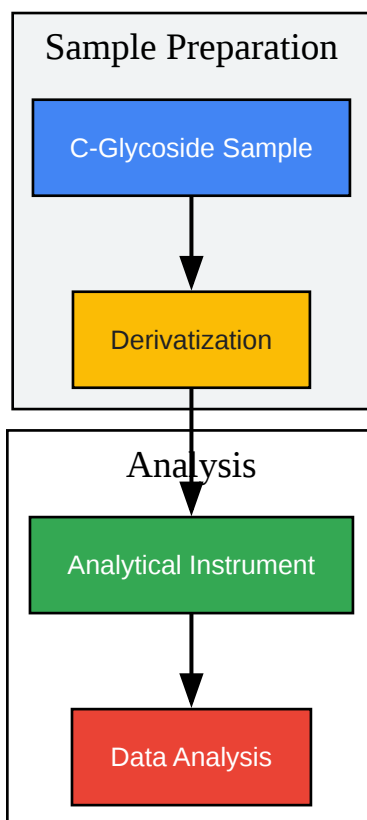 Sample Preparation
C-Glycoside Sample
Derivatization
Analysis
Analytical Instrument
Data Analysis